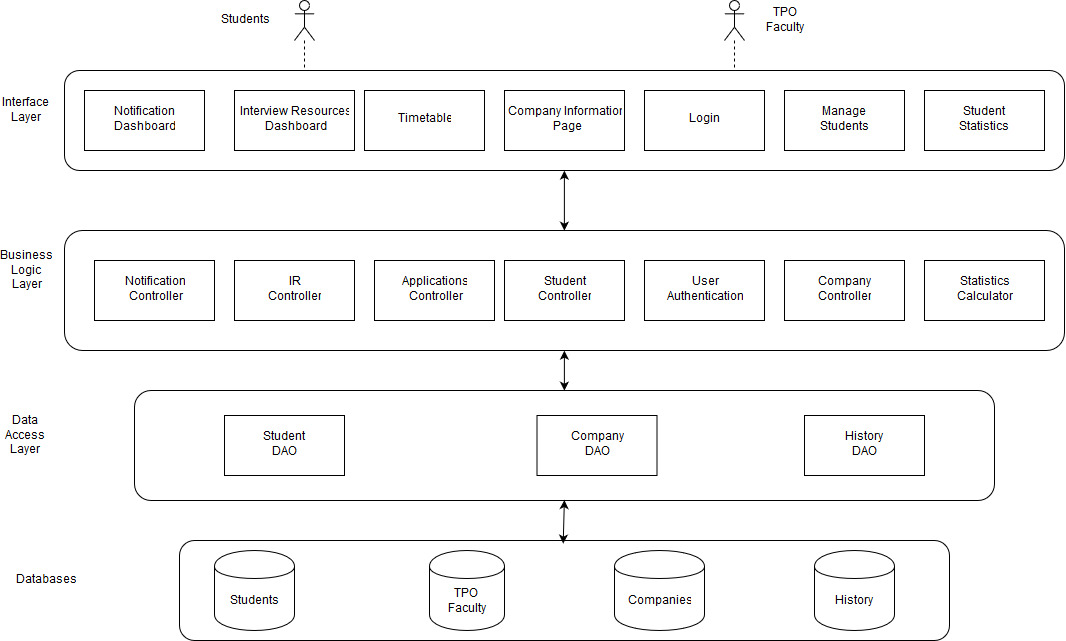 Students
TPO
Faculty
Interface
Layer
Notification
Dashboard
Interview Resources
Dashboard
Timetable
Company Information
Page
Login
Manage
Students
Student
Statistics
Business
Logic
Layer
Notification
Controller
IR
Controller
Applications
Controller
Student
Controller
User
Authentication
Company
Controller
Statistics
Calculator
Data
Access
Layer
Student
DAO
Company
DAO
History
DAO
Databases
Students
TPO
Faculty
Companies
History